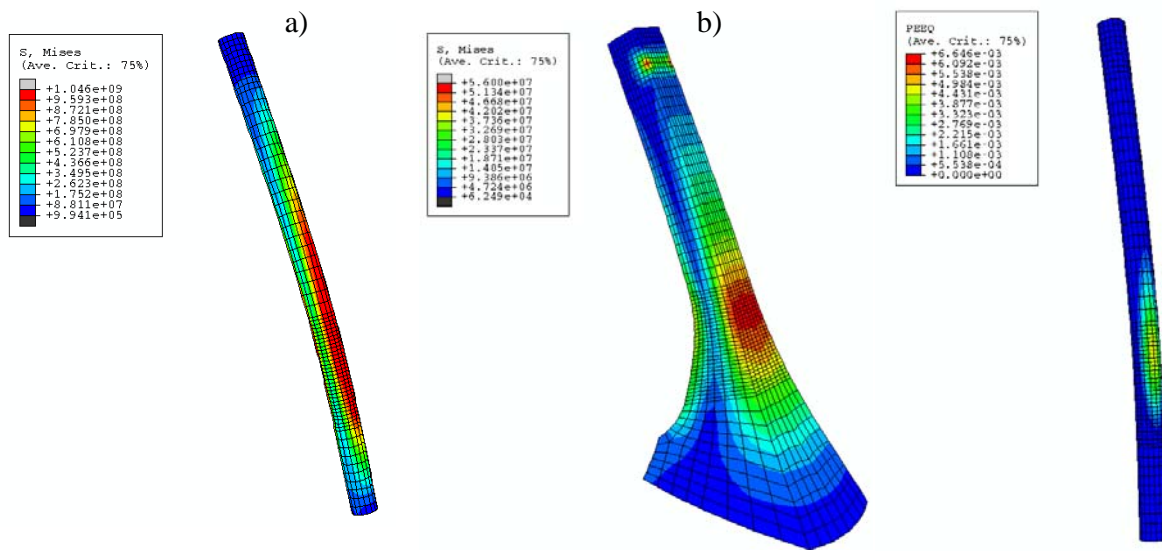 a)
S, Mises
(Ave. Crit.: 75%)
+1.046e+09
+9.593e+08
+8.721e+08
+7.850e+08
+6.979e+08
+6.108e+08
+5.237e+08
+4.366e+08
+3.495e+08
+2.623e+08
+1.752e+08
+8.811e+07
+9.941e+05
b)
S, Mises
(Ave. Crit.: 75%)
+5.600e+07
+5.134e+07
+4.668e+07
+4.202e+07
+3.736e+07
+3.269e+07
+2.803e+07
+2.337e+07
+1.871e+07
+1.405e+07
+9.386e+06
+4.724e+06
+6.249e+04
PEEQ
(Ave. Crit.: 75%)
+6.646e-03
+6.092e-03
+5.538e-03
+4.984e-03
+4.431e-03
+3.877e-03
+3.323e-03
+2.769e-03
+2.215e-03
+1.661e-03
+1.108e-03
+5.538e-04
+0.000e+00